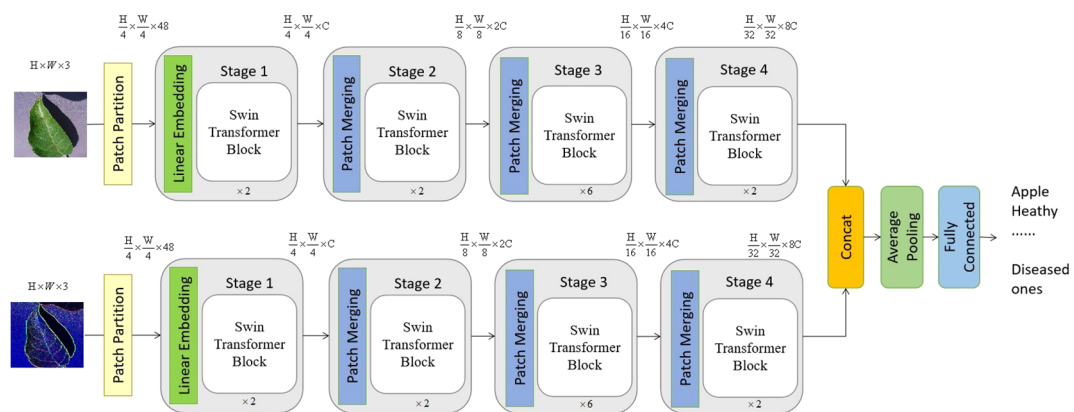 H/4 × W/4 × 48
H/4 × W/4 × C
H/8 × W/8 × 2C
H/16 × W/16 × 4C
H/32 × W/32 × 8C
H×W×3
Patch Partition
Linear Embedding
Stage 1
Swin
Transformer
Block
×2
Patch Merging
Stage 2
Swin
Transformer
Block
×2
Patch Merging
Stage 3
Swin
Transformer
Block
×6
Patch Merging
Stage 4
Swin
Transformer
Block
×2
H/4 × W/4 × 48
H/4 × W/4 × C
H/8 × W/8 × 2C
H/16 × W/16 × 4C
H/32 × W/32 × 8C
H×W×3
Patch Partition
Linear Embedding
Stage 1
Swin
Transformer
Block
×2
Patch Merging
Stage 2
Swin
Transformer
Block
×2
Patch Merging
Stage 3
Swin
Transformer
Block
×6
Patch Merging
Stage 4
Swin
Transformer
Block
×2
Concat
Average
Pooling
Fully
Connected
Apple
Heathy
......
Diseased
ones